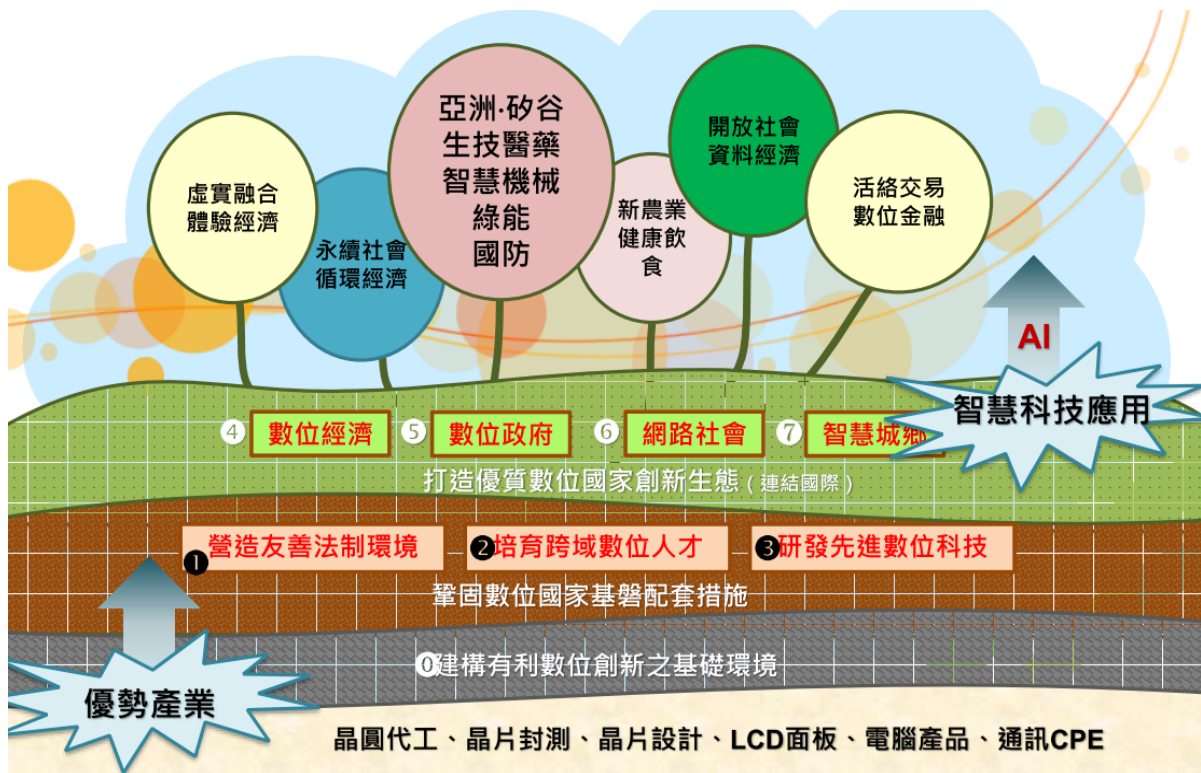 虛實融合
體驗經濟
永續社會
循環經濟
亞洲‧矽谷
生技醫藥
智慧機械
綠能
國防
新農業
健康飲
食
開放社會
資料經濟
活絡交易
數位金融
AI
智慧科技應用
4 數位經濟
5 數位政府
6 網路社會
7 智慧城鄉
打造優質數位國家創新生態(連結國際)
1 營造友善法制環境
2 培育跨域數位人才
3 研發先進數位科技
鞏固數位國家基磐配套措施
0 建構有利數位創新之基礎環境
優勢產業
晶圓代工、晶片封測、晶片設計、LCD面板、電腦產品、通訊CPE